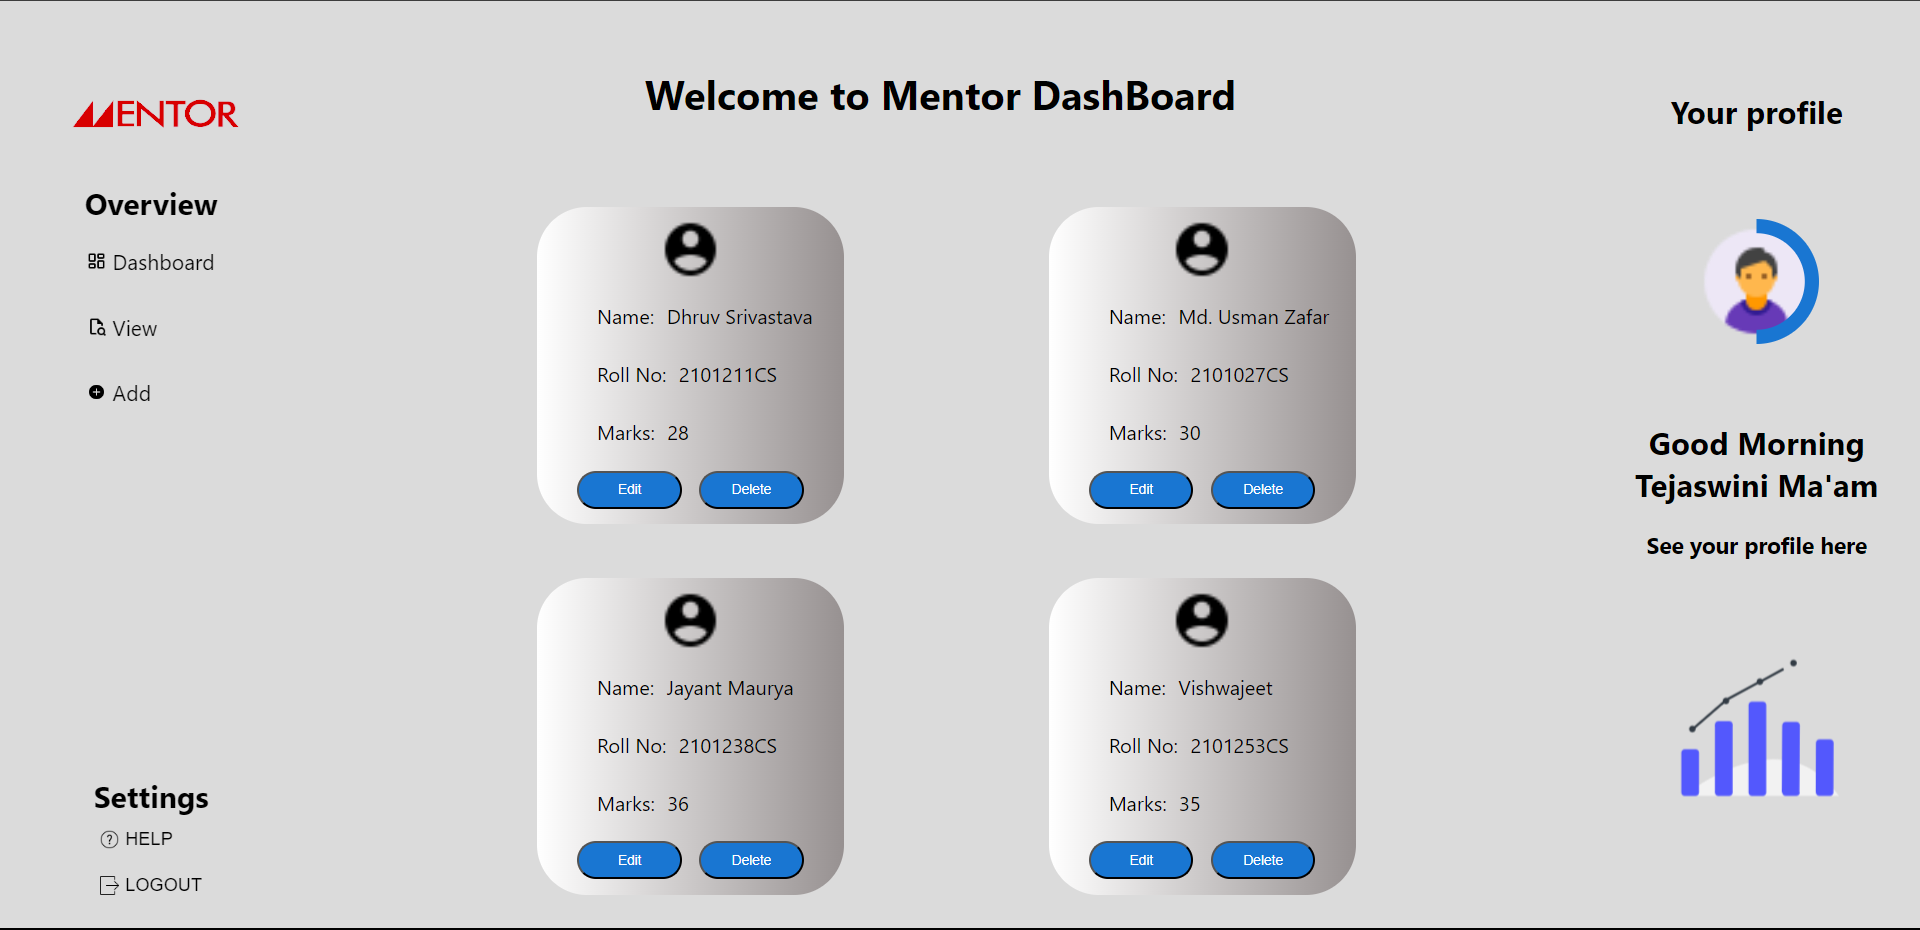 MENTOR
Overview
Dashboard
View
Add
Settings
HELP
LOGOUT
Welcome to Mentor DashBoard
Name: Dhruv Srivastava
Roll No: 2101211CS
Marks: 28
Edit Delete
Name: Md. Usman Zafar
Roll No: 2101027CS
Marks: 30
Edit Delete
Name: Jayant Maurya
Roll No: 2101238CS
Marks: 36
Edit Delete
Name: Vishwajeet
Roll No: 2101253CS
Marks: 35
Edit Delete
Your profile
Good Morning
Tejaswini Ma'am
See your profile here